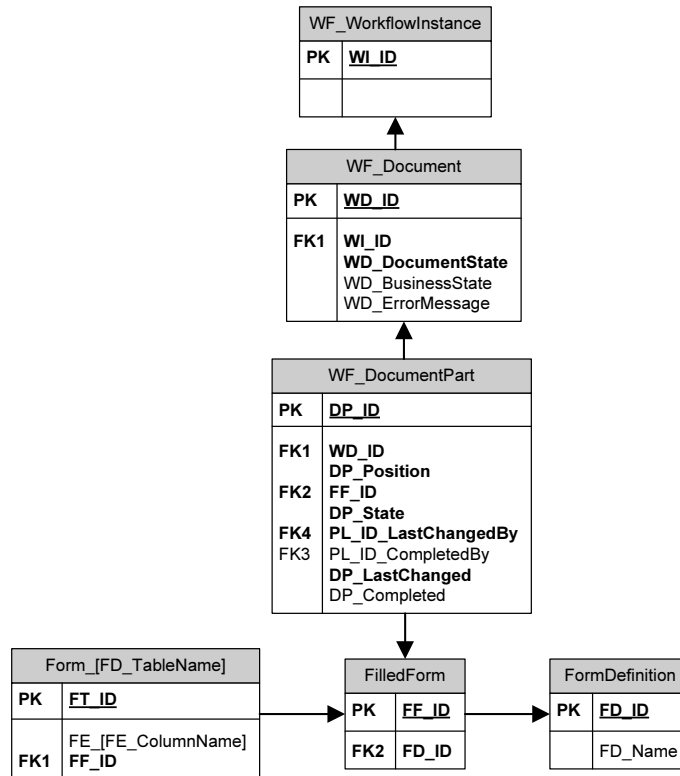 WF_WorkflowInstance
PK WI_ID
WF_Document
PK WD_ID
FK1 WI_ID
WD_DocumentState
WD_BusinessState
WD_ErrorMessage
WF_DocumentPart
PK DP_ID
FK1 WD_ID
DP_Position
FK2 FF_ID
DP_State
FK4 PL_ID_LastChangedBy
FK3 PL_ID_CompletedBy
DP_LastChanged
DP_Completed
Form_[FD_TableName]
PK FT_ID
FE_[FE_ColumnName]
FK1 FF_ID
FilledForm
PK FF_ID
FK2 FD_ID
FormDefinition
PK FD_ID
FD_Name